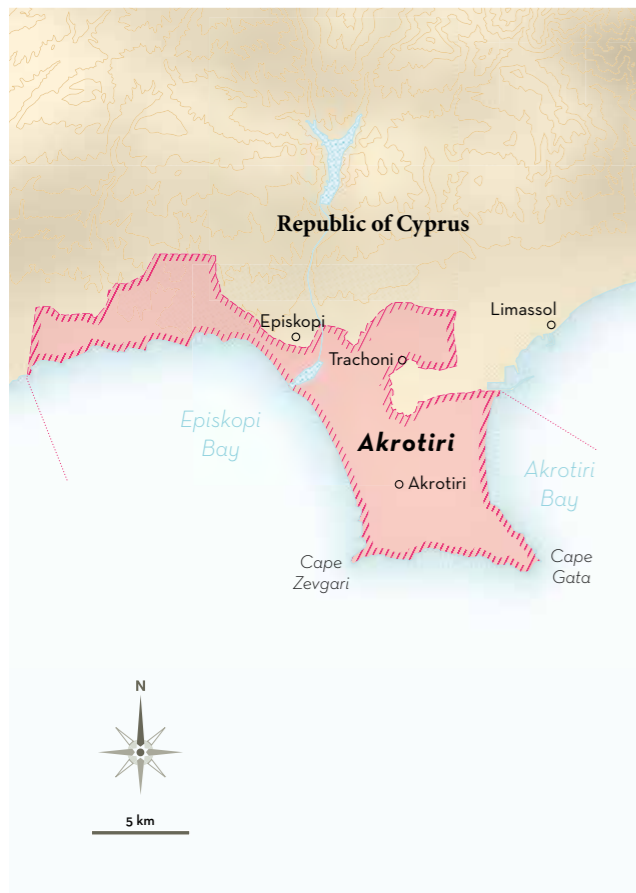 Republic of Cyprus
Limassol
Episkopi
Trachoni
Episkopi
Bay
Akrotiri
Akrotiri
Akrotiri
Bay
Cape
Zevgari
Cape
Gata
N
5 km